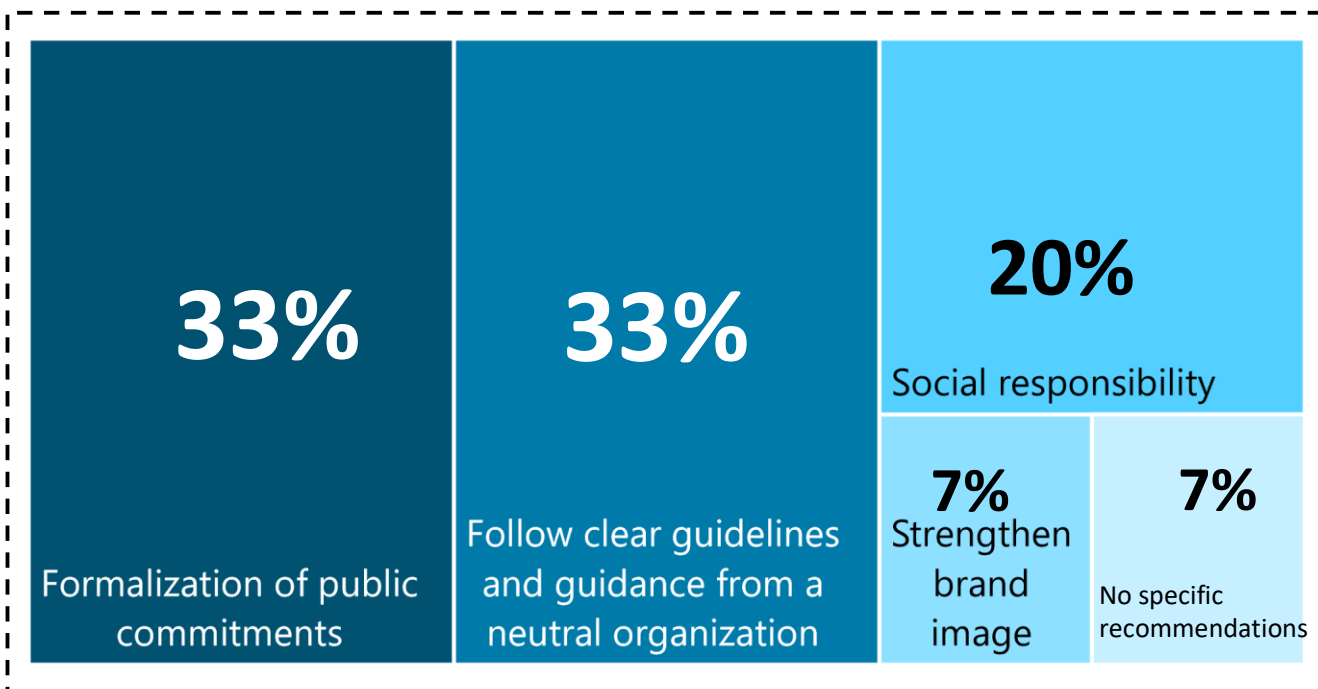 33%
Formalization of public
commitments
33%
Follow clear guidelines
and guidance from a
neutral organization
20%
Social responsibility
7%
Strengthen
brand
image
7%
No specific
recommendations